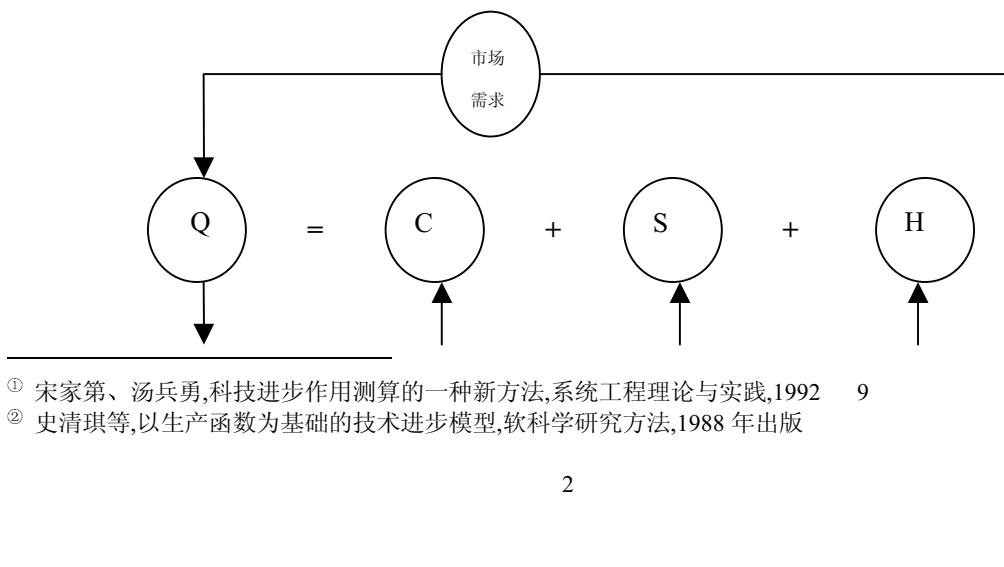 市场
需求
Q = C + S + H
① 宋家第、汤兵勇,科技进步作用测算的一种新方法,系统工程理论与实践,1992 9
② 史清琪等,以生产函数为基础的技术进步模型,软科学研究方法,1988 年出版
2